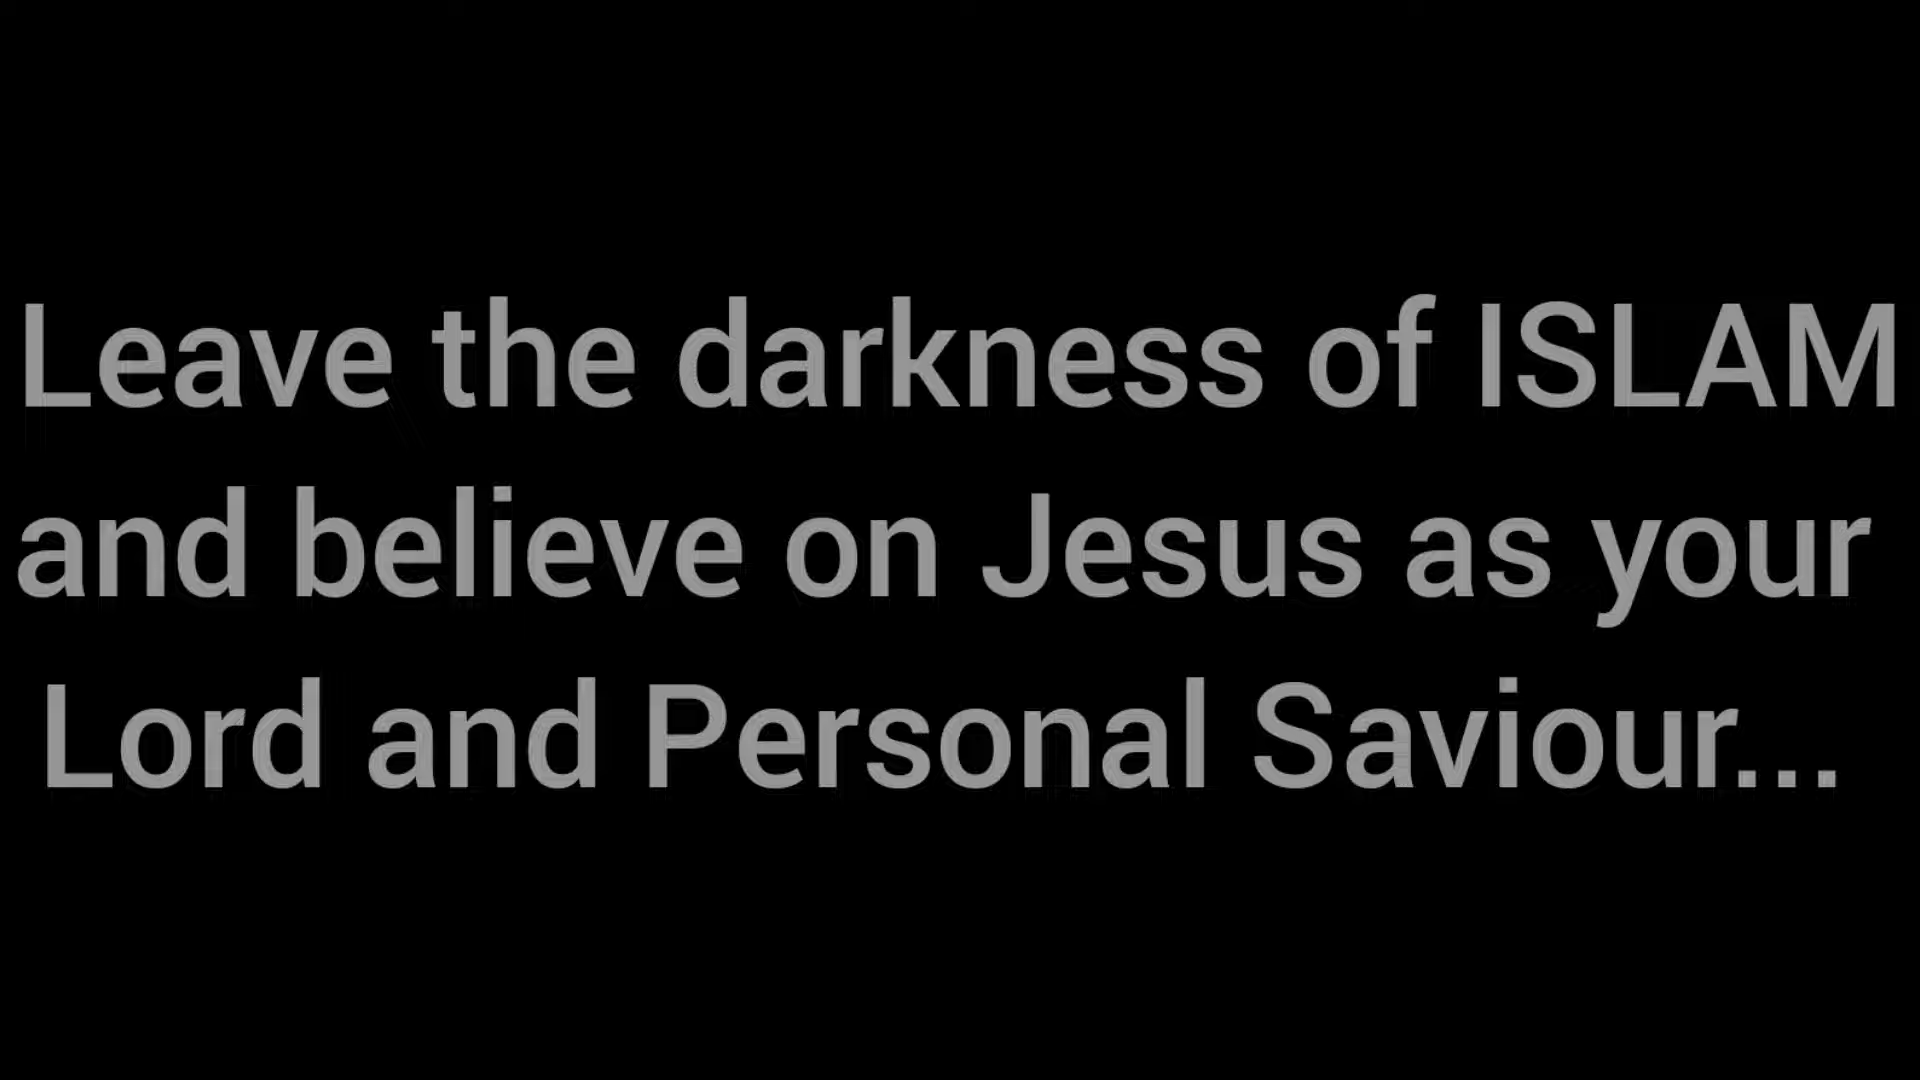 Leave the darkness of ISLAM
and believe on Jesus as your
Lord and Personal Saviour...